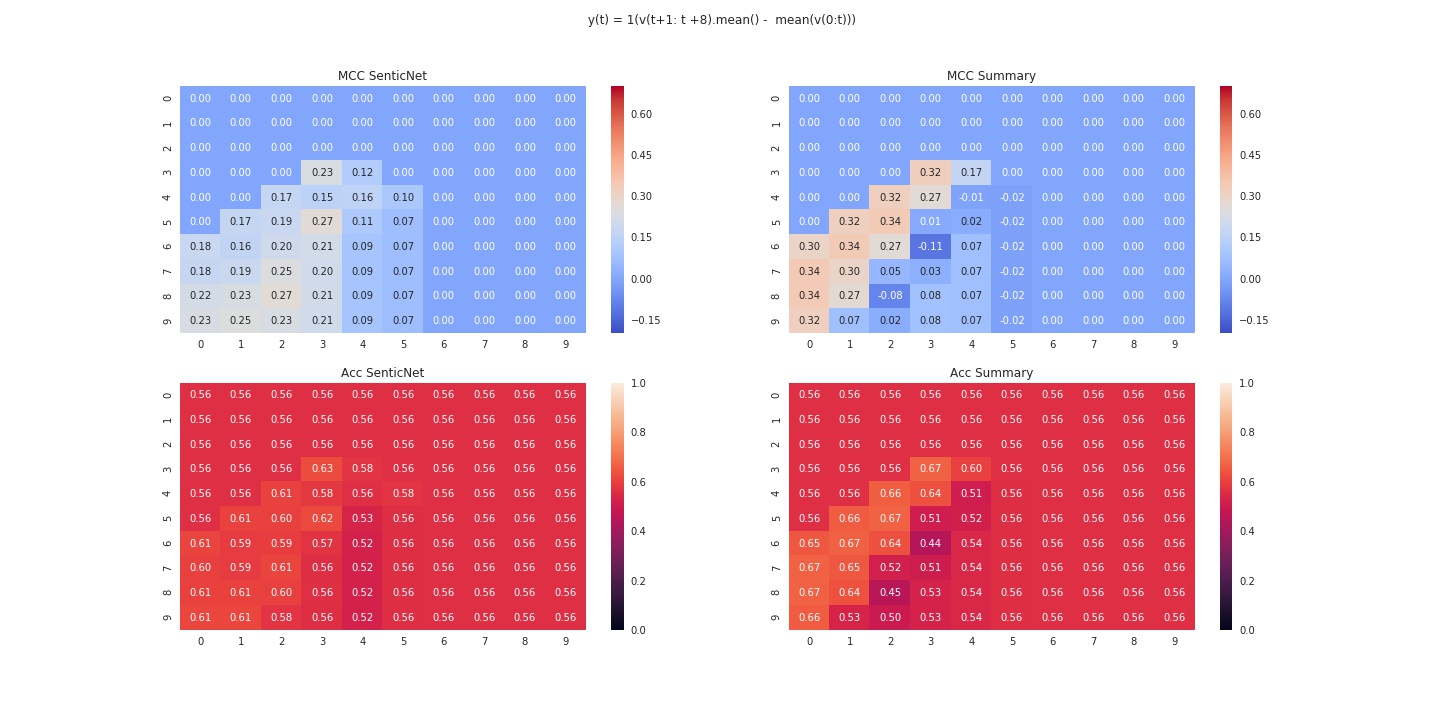 y(t) = 1(v(t+1: t +8).mean() -  mean(v(0:t)))
MCC SenticNet
0 0.00 0.00 0.00 0.00 0.00 0.00 0.00 0.00 0.00 0.00
1 0.00 0.00 0.00 0.00 0.00 0.00 0.00 0.00 0.00 0.00
2 0.00 0.00 0.00 0.00 0.00 0.00 0.00 0.00 0.00 0.00
3 0.00 0.00 0.00 0.23 0.12 0.00 0.00 0.00 0.00 0.00
4 0.00 0.00 0.17 0.15 0.16 0.10 0.00 0.00 0.00 0.00
5 0.00 0.17 0.19 0.27 0.11 0.07 0.00 0.00 0.00 0.00
6 0.18 0.16 0.20 0.21 0.09 0.07 0.00 0.00 0.00 0.00
7 0.18 0.19 0.25 0.20 0.09 0.07 0.00 0.00 0.00 0.00
8 0.22 0.23 0.27 0.21 0.09 0.07 0.00 0.00 0.00 0.00
9 0.23 0.25 0.23 0.21 0.09 0.07 0.00 0.00 0.00 0.00
0 1 2 3 4 5 6 7 8 9
0.60
0.45
0.30
0.15
0.00
−0.15
MCC Summary
0 0.00 0.00 0.00 0.00 0.00 0.00 0.00 0.00 0.00 0.00
1 0.00 0.00 0.00 0.00 0.00 0.00 0.00 0.00 0.00 0.00
2 0.00 0.00 0.00 0.00 0.00 0.00 0.00 0.00 0.00 0.00
3 0.00 0.00 0.00 0.32 0.17 0.00 0.00 0.00 0.00 0.00
4 0.00 0.00 0.32 0.27 -0.01 -0.02 0.00 0.00 0.00 0.00
5 0.00 0.32 0.34 0.01 0.02 -0.02 0.00 0.00 0.00 0.00
6 0.30 0.34 0.27 -0.11 0.07 -0.02 0.00 0.00 0.00 0.00
7 0.34 0.30 0.05 0.03 0.07 -0.02 0.00 0.00 0.00 0.00
8 0.34 0.27 -0.08 0.08 0.07 -0.02 0.00 0.00 0.00 0.00
9 0.32 0.07 0.02 0.08 0.07 -0.02 0.00 0.00 0.00 0.00
0 1 2 3 4 5 6 7 8 9
0.60
0.45
0.30
0.15
0.00
−0.15
Acc SenticNet
0 0.56 0.56 0.56 0.56 0.56 0.56 0.56 0.56 0.56 0.56
1 0.56 0.56 0.56 0.56 0.56 0.56 0.56 0.56 0.56 0.56
2 0.56 0.56 0.56 0.56 0.56 0.56 0.56 0.56 0.56 0.56
3 0.56 0.56 0.56 0.63 0.58 0.56 0.56 0.56 0.56 0.56
4 0.56 0.56 0.61 0.58 0.56 0.58 0.56 0.56 0.56 0.56
5 0.56 0.61 0.60 0.62 0.53 0.56 0.56 0.56 0.56 0.56
6 0.61 0.59 0.59 0.57 0.52 0.56 0.56 0.56 0.56 0.56
7 0.60 0.59 0.61 0.56 0.52 0.56 0.56 0.56 0.56 0.56
8 0.61 0.61 0.60 0.56 0.52 0.56 0.56 0.56 0.56 0.56
9 0.61 0.61 0.58 0.56 0.52 0.56 0.56 0.56 0.56 0.56
0 1 2 3 4 5 6 7 8 9
1.0
0.8
0.6
0.4
0.2
0.0
Acc Summary
0 0.56 0.56 0.56 0.56 0.56 0.56 0.56 0.56 0.56 0.56
1 0.56 0.56 0.56 0.56 0.56 0.56 0.56 0.56 0.56 0.56
2 0.56 0.56 0.56 0.56 0.56 0.56 0.56 0.56 0.56 0.56
3 0.56 0.56 0.56 0.67 0.60 0.56 0.56 0.56 0.56 0.56
4 0.56 0.56 0.66 0.64 0.51 0.56 0.56 0.56 0.56 0.56
5 0.56 0.66 0.67 0.51 0.52 0.56 0.56 0.56 0.56 0.56
6 0.65 0.67 0.64 0.44 0.54 0.56 0.56 0.56 0.56 0.56
7 0.67 0.65 0.52 0.51 0.54 0.56 0.56 0.56 0.56 0.56
8 0.67 0.64 0.45 0.53 0.54 0.56 0.56 0.56 0.56 0.56
9 0.66 0.53 0.50 0.53 0.54 0.56 0.56 0.56 0.56 0.56
0 1 2 3 4 5 6 7 8 9
1.0
0.8
0.6
0.4
0.2
0.0